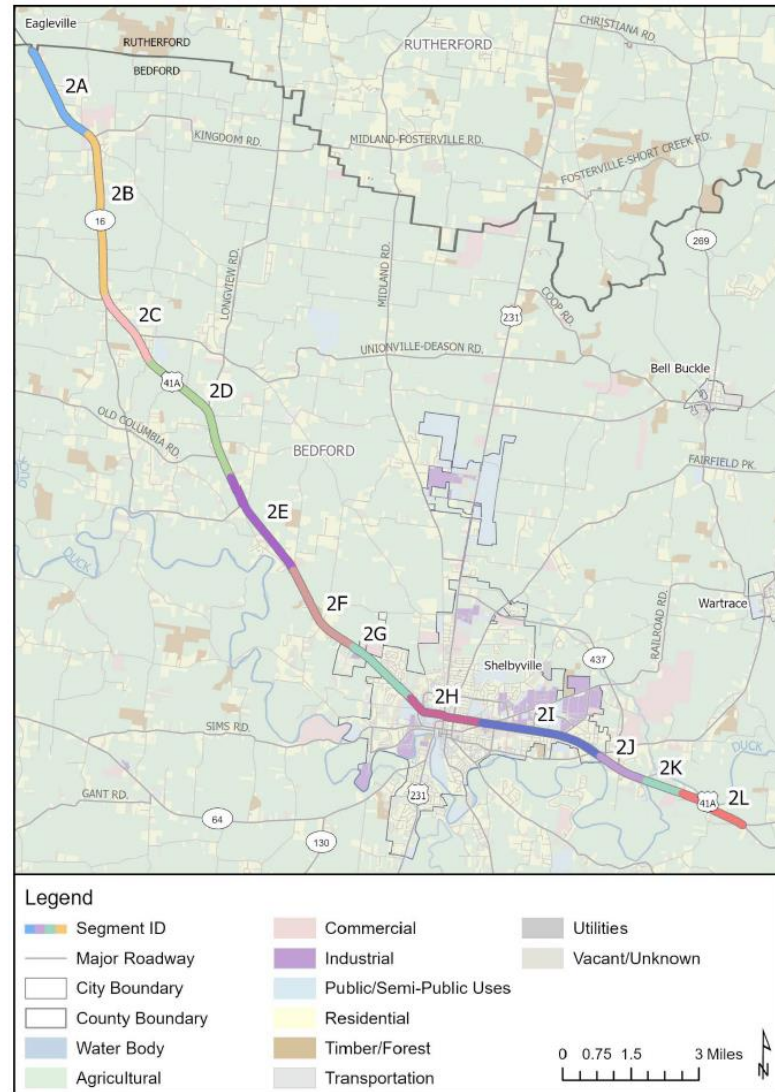 Eagleville
RUTHERFORD
BEDFORD
RUTHERFORD
CHRISTIANA RD.
2A
KINGDOM RD.
MIDLAND-FOSTERVILLE RD.
FOSTERVILLE-SHORT CREEK RD.
2B
16
LONGVIEW RD.
MIDLAND RD.
269
2C
231
COOP RD.
UNIONVILLE-DEASON RD.
Bell Buckle
41A
2D
OLD COLUMBIA RD.
BEDFORD
FAIRFIELD PK.
DUCK
2E
DUCK
Wartrace
2F
2G
RAILROAD RD.
Shelbyville
437
2H
2I
SIMS RD.
2J
DUCK
2K
GANT RD.
231
41A
2L
64
130
Legend
Segment ID
Major Roadway
City Boundary
County Boundary
Water Body
Agricultural
Commercial
Industrial
Public/Semi-Public Uses
Residential
Timber/Forest
Transportation
Utilities
Vacant/Unknown
0 0.75 1.5 3 Miles
N